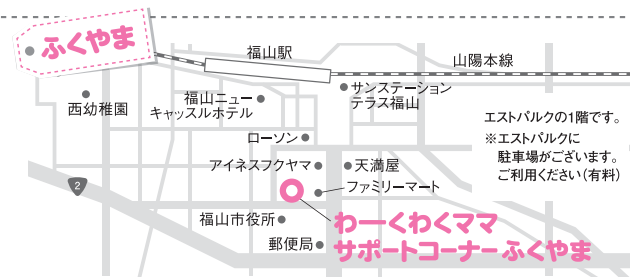 ふくやま
福山駅
山陽本線
西幼稚園
福山ニュー
キャッスルホテル
サンステーション
テラス福山
エストパルクの1階です。
※エストパルクに
駐車場がございます。
ご利用ください（有料）
ローソン
アイネスフクヤマ
天満屋
ファミリーマート
2
福山市役所
わーくわくママ
サポートコーナーふくやま
郵便局